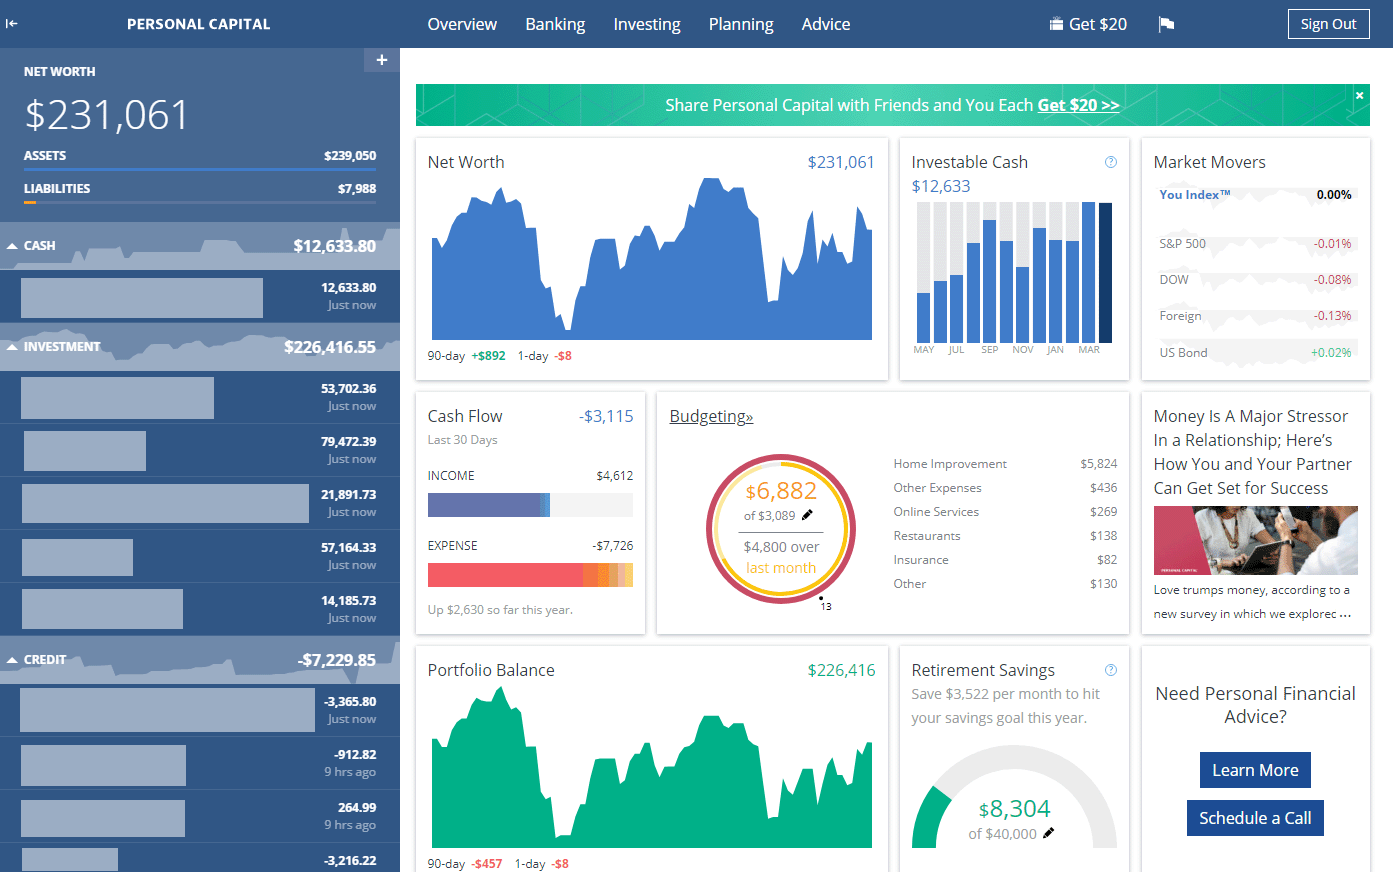 PERSONAL CAPITAL
Overview Banking Investing Planning Advice
Get $20
Sign Out
+
NET WORTH
$231,061
ASSETS $239,050
LIABILITIES $7,988
CASH $12,633.80
12,633.80
Just now
INVESTMENT $226,416.55
53,702.36
Just now
79,472.39
Just now
21,891.73
Just now
57,164.33
Just now
14,185.73
Just now
CREDIT -$7,229.85
-3,365.80
Just now
-912.82
9 hrs ago
264.99
9 hrs ago
-3,216.22
Share Personal Capital with Friends and You Each Get $20 >>
Net Worth $231,061
90-day +$892 1-day -$8
Investable Cash
$12,633
MAY JUL SEP NOV JAN MAR
Market Movers
You Index™ 0.00%
S&P 500 -0.01%
DOW -0.08%
Foreign -0.13%
US Bond +0.02%
Cash Flow -$3,115
Last 30 Days
INCOME $4,612
EXPENSE -$7,726
Up $2,630 so far this year.
Budgeting»
$6,882
of $3,089
$4,800 over
last month
13
Home Improvement $5,824
Other Expenses $436
Online Services $269
Restaurants $138
Insurance $82
Other $130
Money Is A Major Stressor
In a Relationship; Here’s
How You and Your Partner
Can Get Set for Success
PERSONAL CAPITAL
Love trumps money, according to a
new survey in which we explorec ...
Portfolio Balance $226,416
90-day -$457 1-day -$8
Retirement Savings
Save $3,522 per month to hit
your savings goal this year.
$8,304
of $40,000
Need Personal Financial
Advice?
Learn More
Schedule a Call